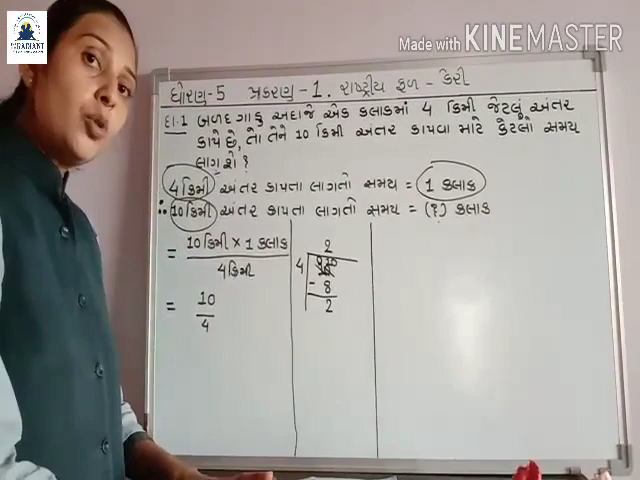 RADIANT
Made with KINEMASTER
ધોરણ-5 પ્રકરણ-1. રાષ્ટ્રીય ફળ - કેરી
દા-1 બળદગાડુ અંદાજે એક કલાકમાં 4 કિમી જેટલું અંતર
કાપે છે, તો તેને 10 કિમી અંતર કાપવા માટે કેટલો સમય
લાગશે ?
4 કિમી અંતર કાપતા લાગતો સમય = 1 કલાક
∴ 10 કિમી અંતર કાપતા લાગતો સમય = (?) કલાક
= 10 કિમી × 1 કલાક
4 કિમી
= 10
4
2
4
- 8
2